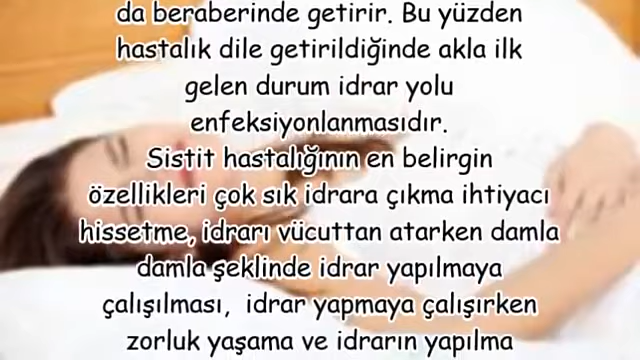 da beraberinde getirir. Bu yüzden
hastalık dile getirildiğinde akla ilk
gelen durum idrar yolu
enfeksiyonlanmasıdır.
Sistit hastalığının en belirgin
özellikleri çok sık idrara çıkma ihtiyacı
hissetme, idrarı vücuttan atarken damla
damla şeklinde idrar yapılmaya
çalışılması,  idrar yapmaya çalışırken
zorluk yaşama ve idrarın yapılma